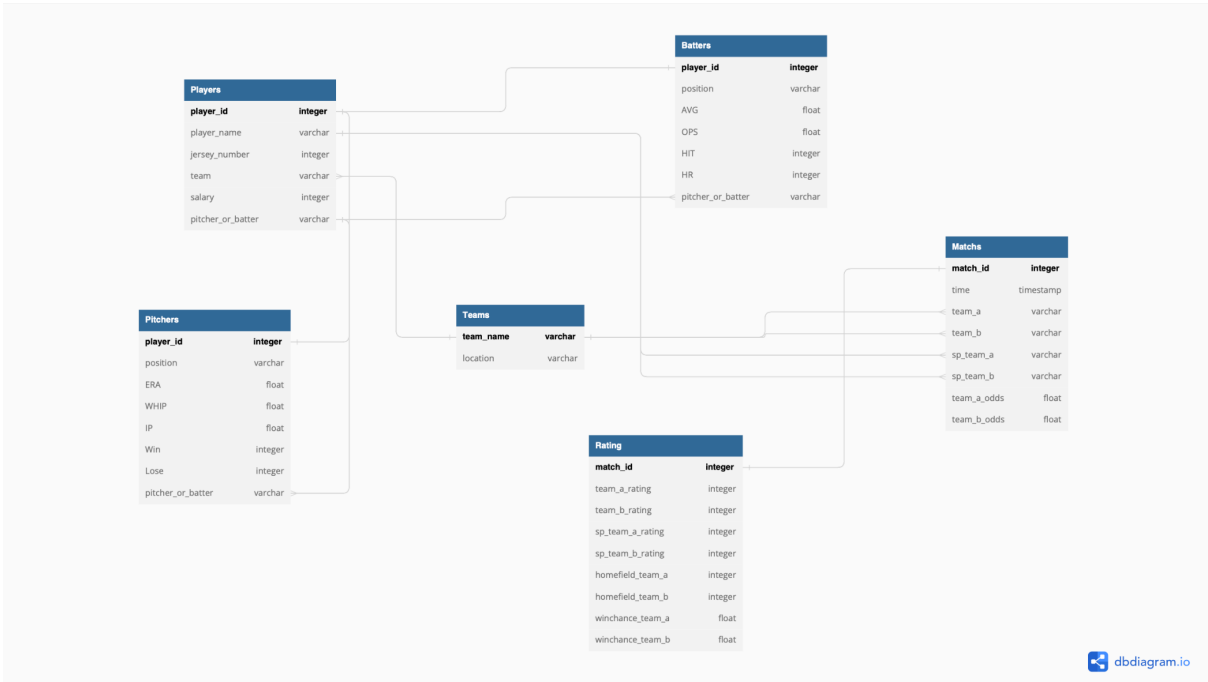 Batters
player_id integer
position varchar
AVG float
OPS float
HIT integer
HR integer
pitcher_or_batter varchar
Players
player_id integer
player_name varchar
jersey_number integer
team varchar
salary integer
pitcher_or_batter varchar
Matchs
match_id integer
time timestamp
team_a varchar
team_b varchar
sp_team_a varchar
sp_team_b varchar
team_a_odds float
team_b_odds float
Teams
team_name varchar
location varchar
Pitchers
player_id integer
position varchar
ERA float
WHIP float
IP float
Win integer
Lose integer
pitcher_or_batter varchar
Rating
match_id integer
team_a_rating integer
team_b_rating integer
sp_team_a_rating integer
sp_team_b_rating integer
homefield_team_a integer
homefield_team_b integer
winchance_team_a float
winchance_team_b float
dbdiagram.io